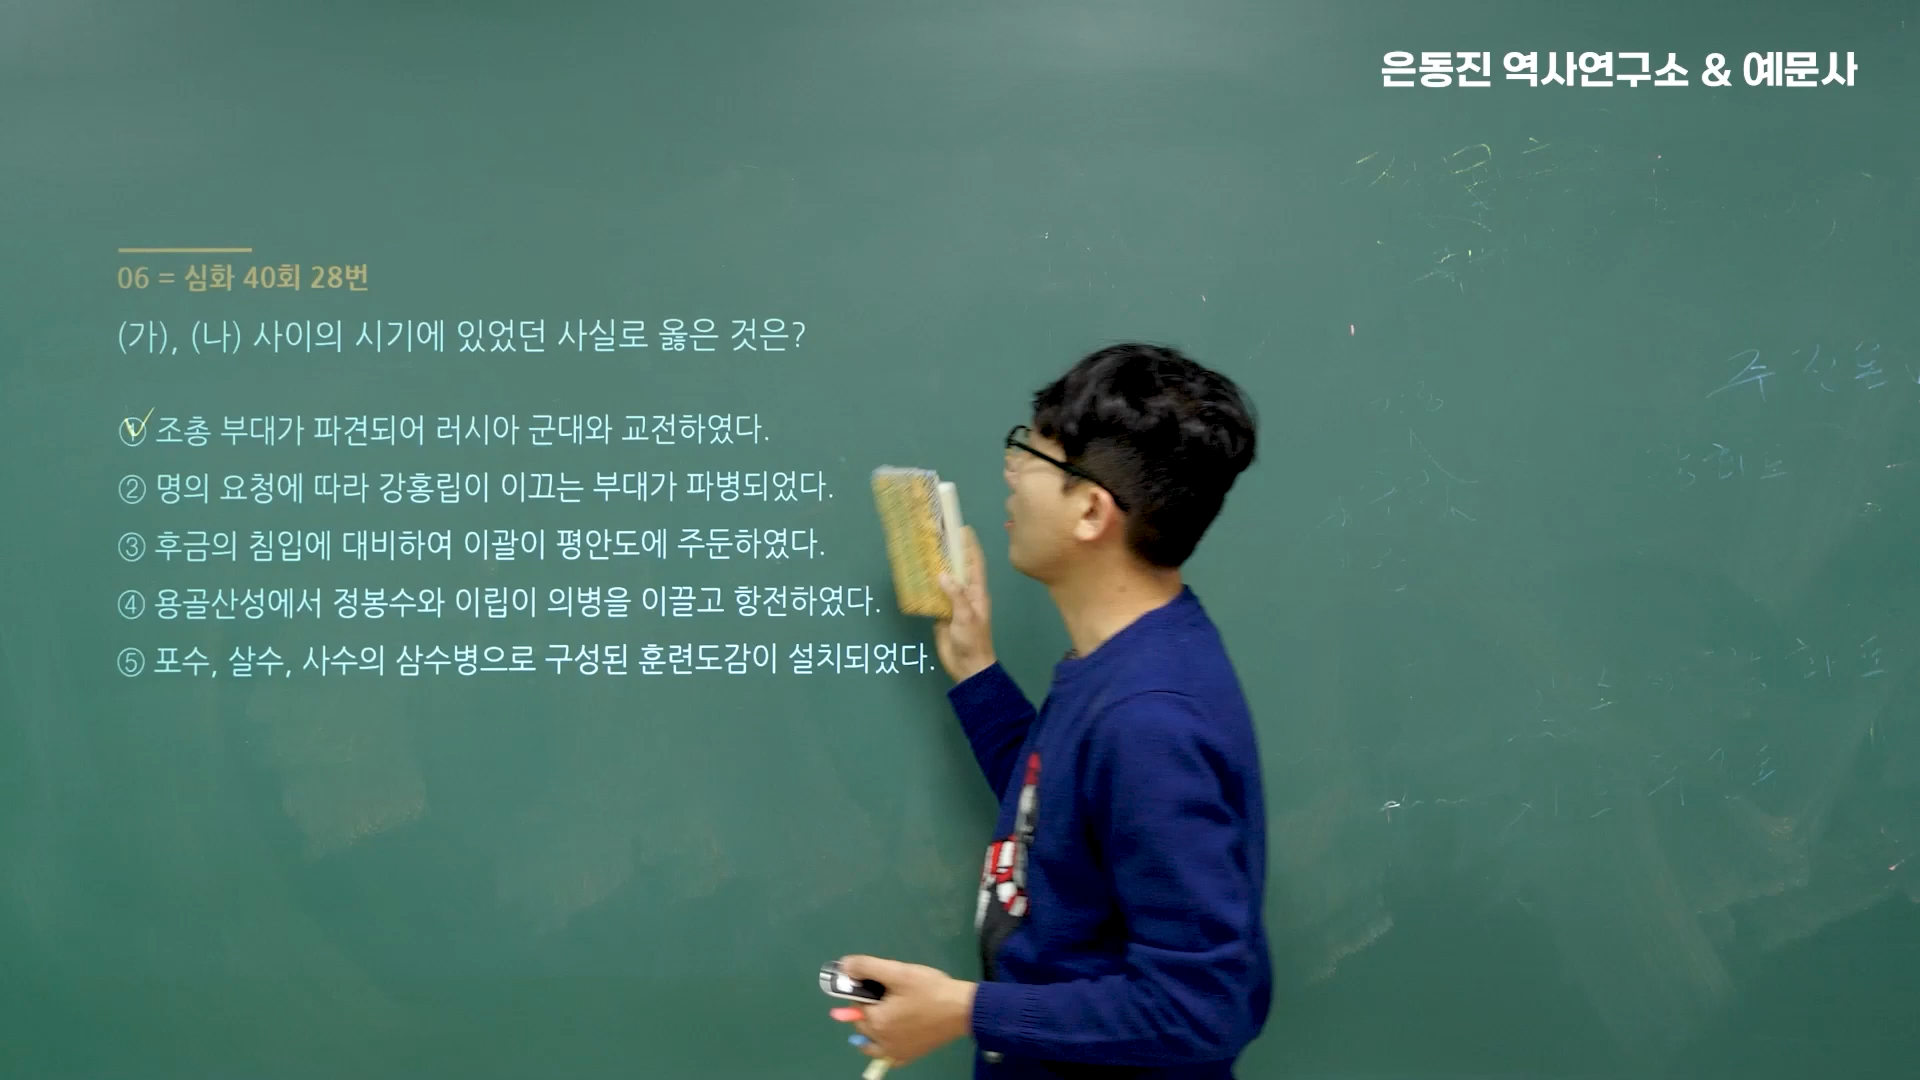 은동진 역사연구소 & 예문사
06 = 심화 40회 28번
(가), (나) 사이의 시기에 있었던 사실로 옳은 것은?
① 조총 부대가 파견되어 러시아 군대와 교전하였다.
② 명의 요청에 따라 강홍립이 이끄는 부대가 파병되었다.
③ 후금의 침입에 대비하여 이괄이 평안도에 주둔하였다.
④ 용골산성에서 정봉수와 이립이 의병을 이끌고 항전하였다.
⑤ 포수, 살수, 사수의 삼수병으로 구성된 훈련도감이 설치되었다.